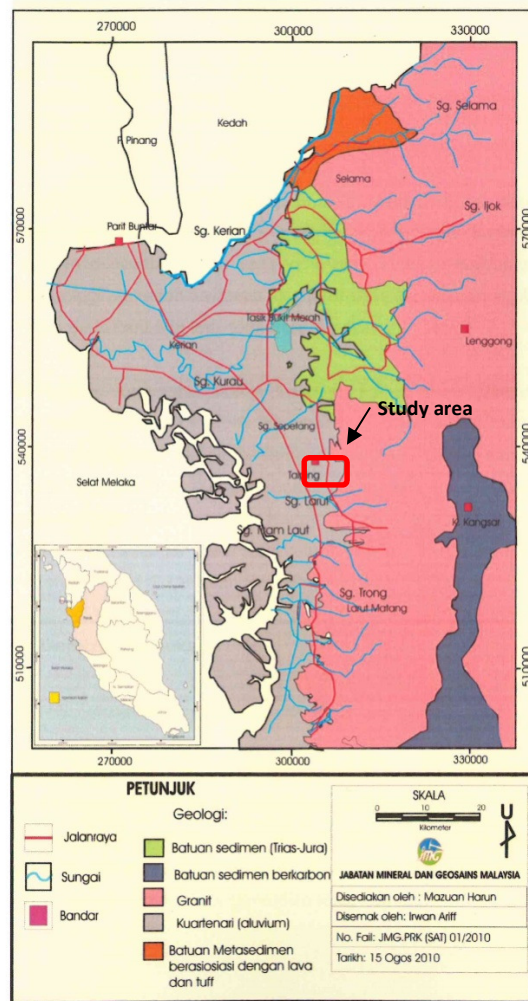 270000
300000
330000
Sg. Selama
Kedah
P. Pinang
Selama
Sg. Ijok
570000
570000
Sg. Kerian
Parit Buntar
Tasik Bukit Merah
Kerian
Lenggong
Sg. Kurau
Study area
Sg. Sepetang
540000
540000
Taiping
Selat Melaka
Sg. Larut
K. Kangsar
Sg. Trong
Larut Matang
510000
510000
270000
300000
330000
PETUNJUK
Geologi:
Jalanraya
Sungai
Bandar
Batuan sedimen (Trias-Jura)
Batuan sedimen berkarbon
Granit
Kuartenari (aluvium)
Batuan Metasedimen
berasiosiasi dengan lava
dan tuff
SKALA
0
10
20
Kilometer
U
JMG
JABATAN MINERAL DAN GEOSAINS MALAYSIA
Disediakan oleh : Mazuan Harun
Disemak oleh: Irwan Ariff
No. Fail: JMG.PRK (SAT) 01/2010
Tarikh: 15 Ogos 2010